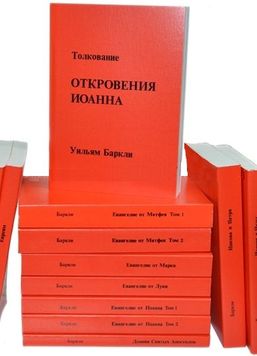 Толкование
ОТКРОВЕНИЯ
ИОАННА
Уильям Баркли
Баркли Евангелие от Матфея Том 1
Баркли Евангелие от Матфея Том 2
Баркли Евангелие от Марка
Баркли Евангелие от Луки
Баркли Евангелие от Иоанна Том 1
Баркли Евангелие от Иоанна Том 2
Баркли Деяния Святых Апостолов
Баркли Иакова и Петра